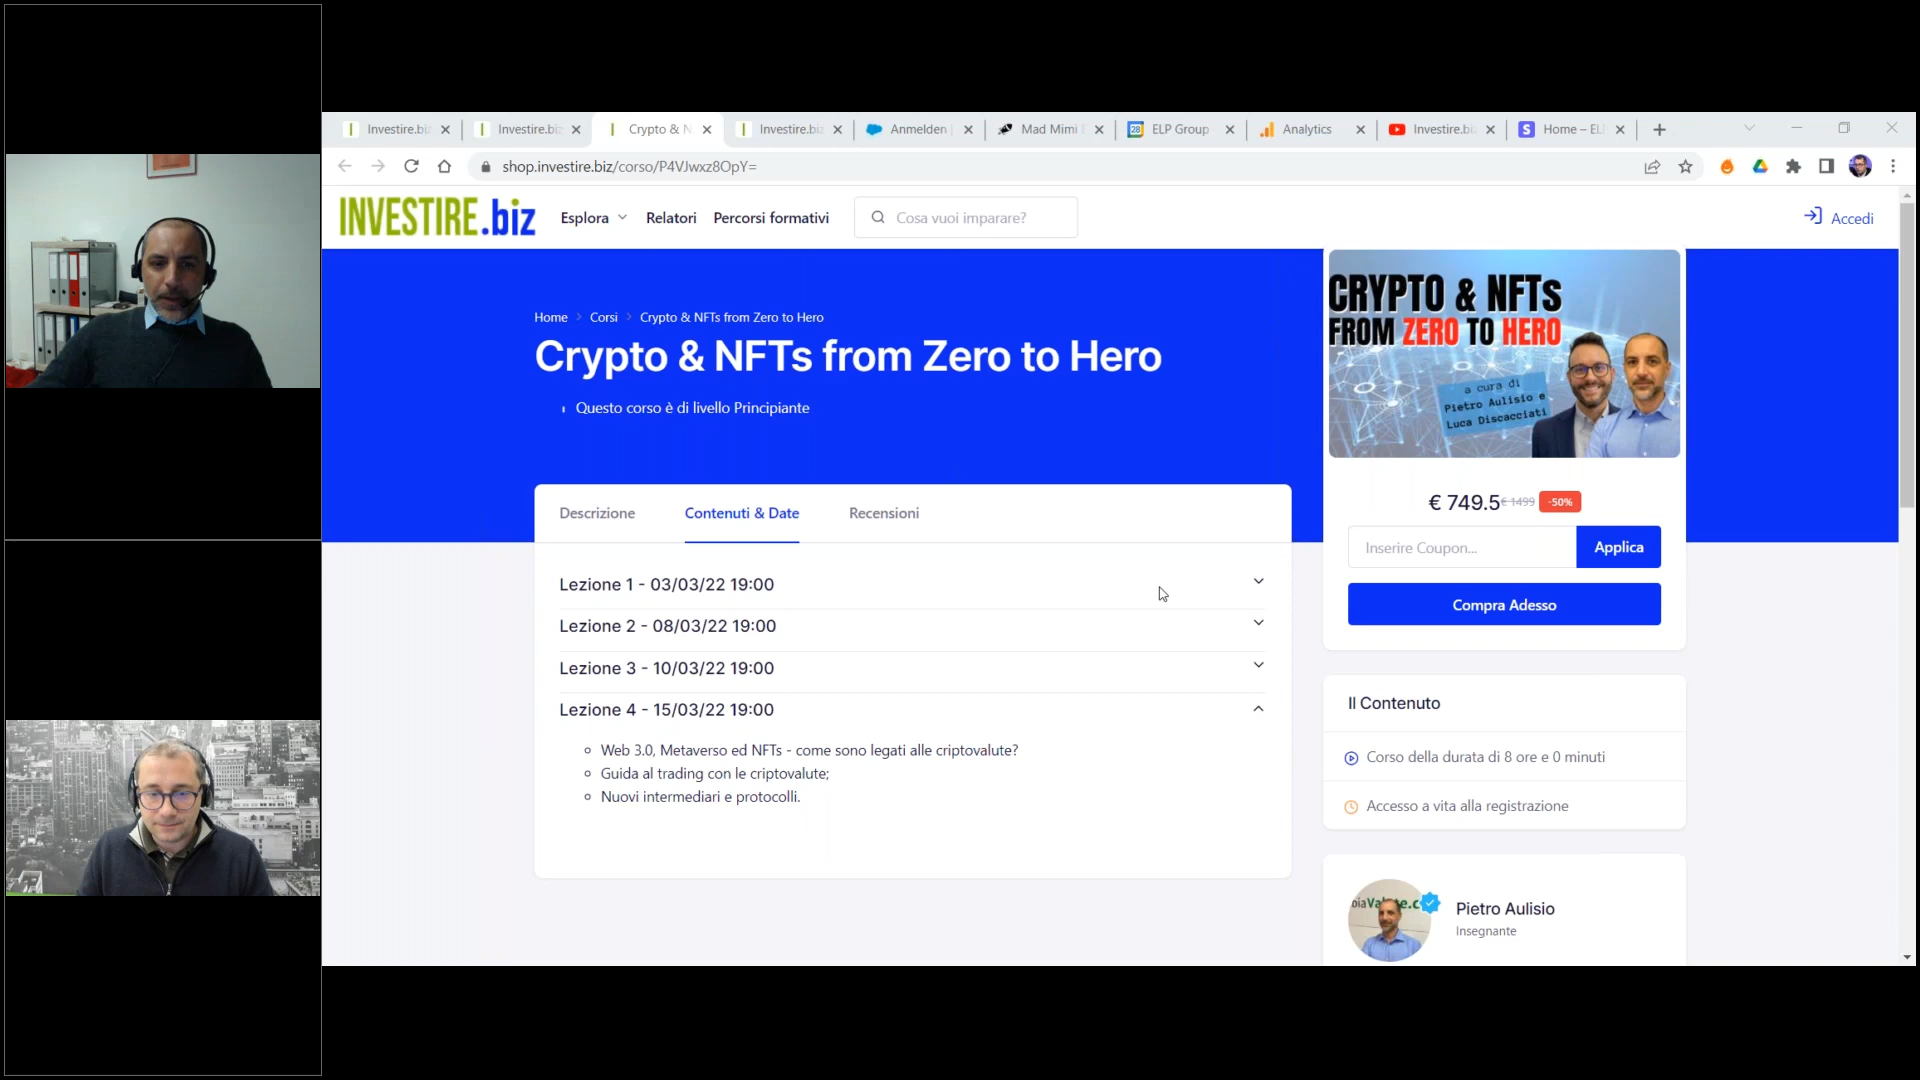 Investire.bi
Investire.biz
Crypto & N
Investire.biz
Anmelden
Mad Mimi
28
ELP Group
Analytics
Investire.bi
S
Home – EL
shop.investire.biz/corso/P4VJwxz8OpY=
INVESTIRE.biz
Esplora
Relatori
Percorsi formativi
Cosa vuoi imparare?
Accedi
Home
Corsi
Crypto & NFTs from Zero to Hero
Crypto & NFTs from Zero to Hero
Questo corso è di livello Principiante
CRYPTO & NFTs
FROM ZERO TO HERO
a cura di
Pietro Aulisio e
Luca Discacciati
€ 749.5 € 1499 -50%
Inserire Coupon...
Applica
Compra Adesso
Descrizione
Contenuti & Date
Recensioni
Lezione 1 - 03/03/22 19:00
Lezione 2 - 08/03/22 19:00
Lezione 3 - 10/03/22 19:00
Lezione 4 - 15/03/22 19:00
Web 3.0, Metaverso ed NFTs - come sono legati alle criptovalute?
Guida al trading con le criptovalute;
Nuovi intermediari e protocolli.
Il Contenuto
Corso della durata di 8 ore e 0 minuti
Accesso a vita alla registrazione
Pietro Aulisio
Insegnante